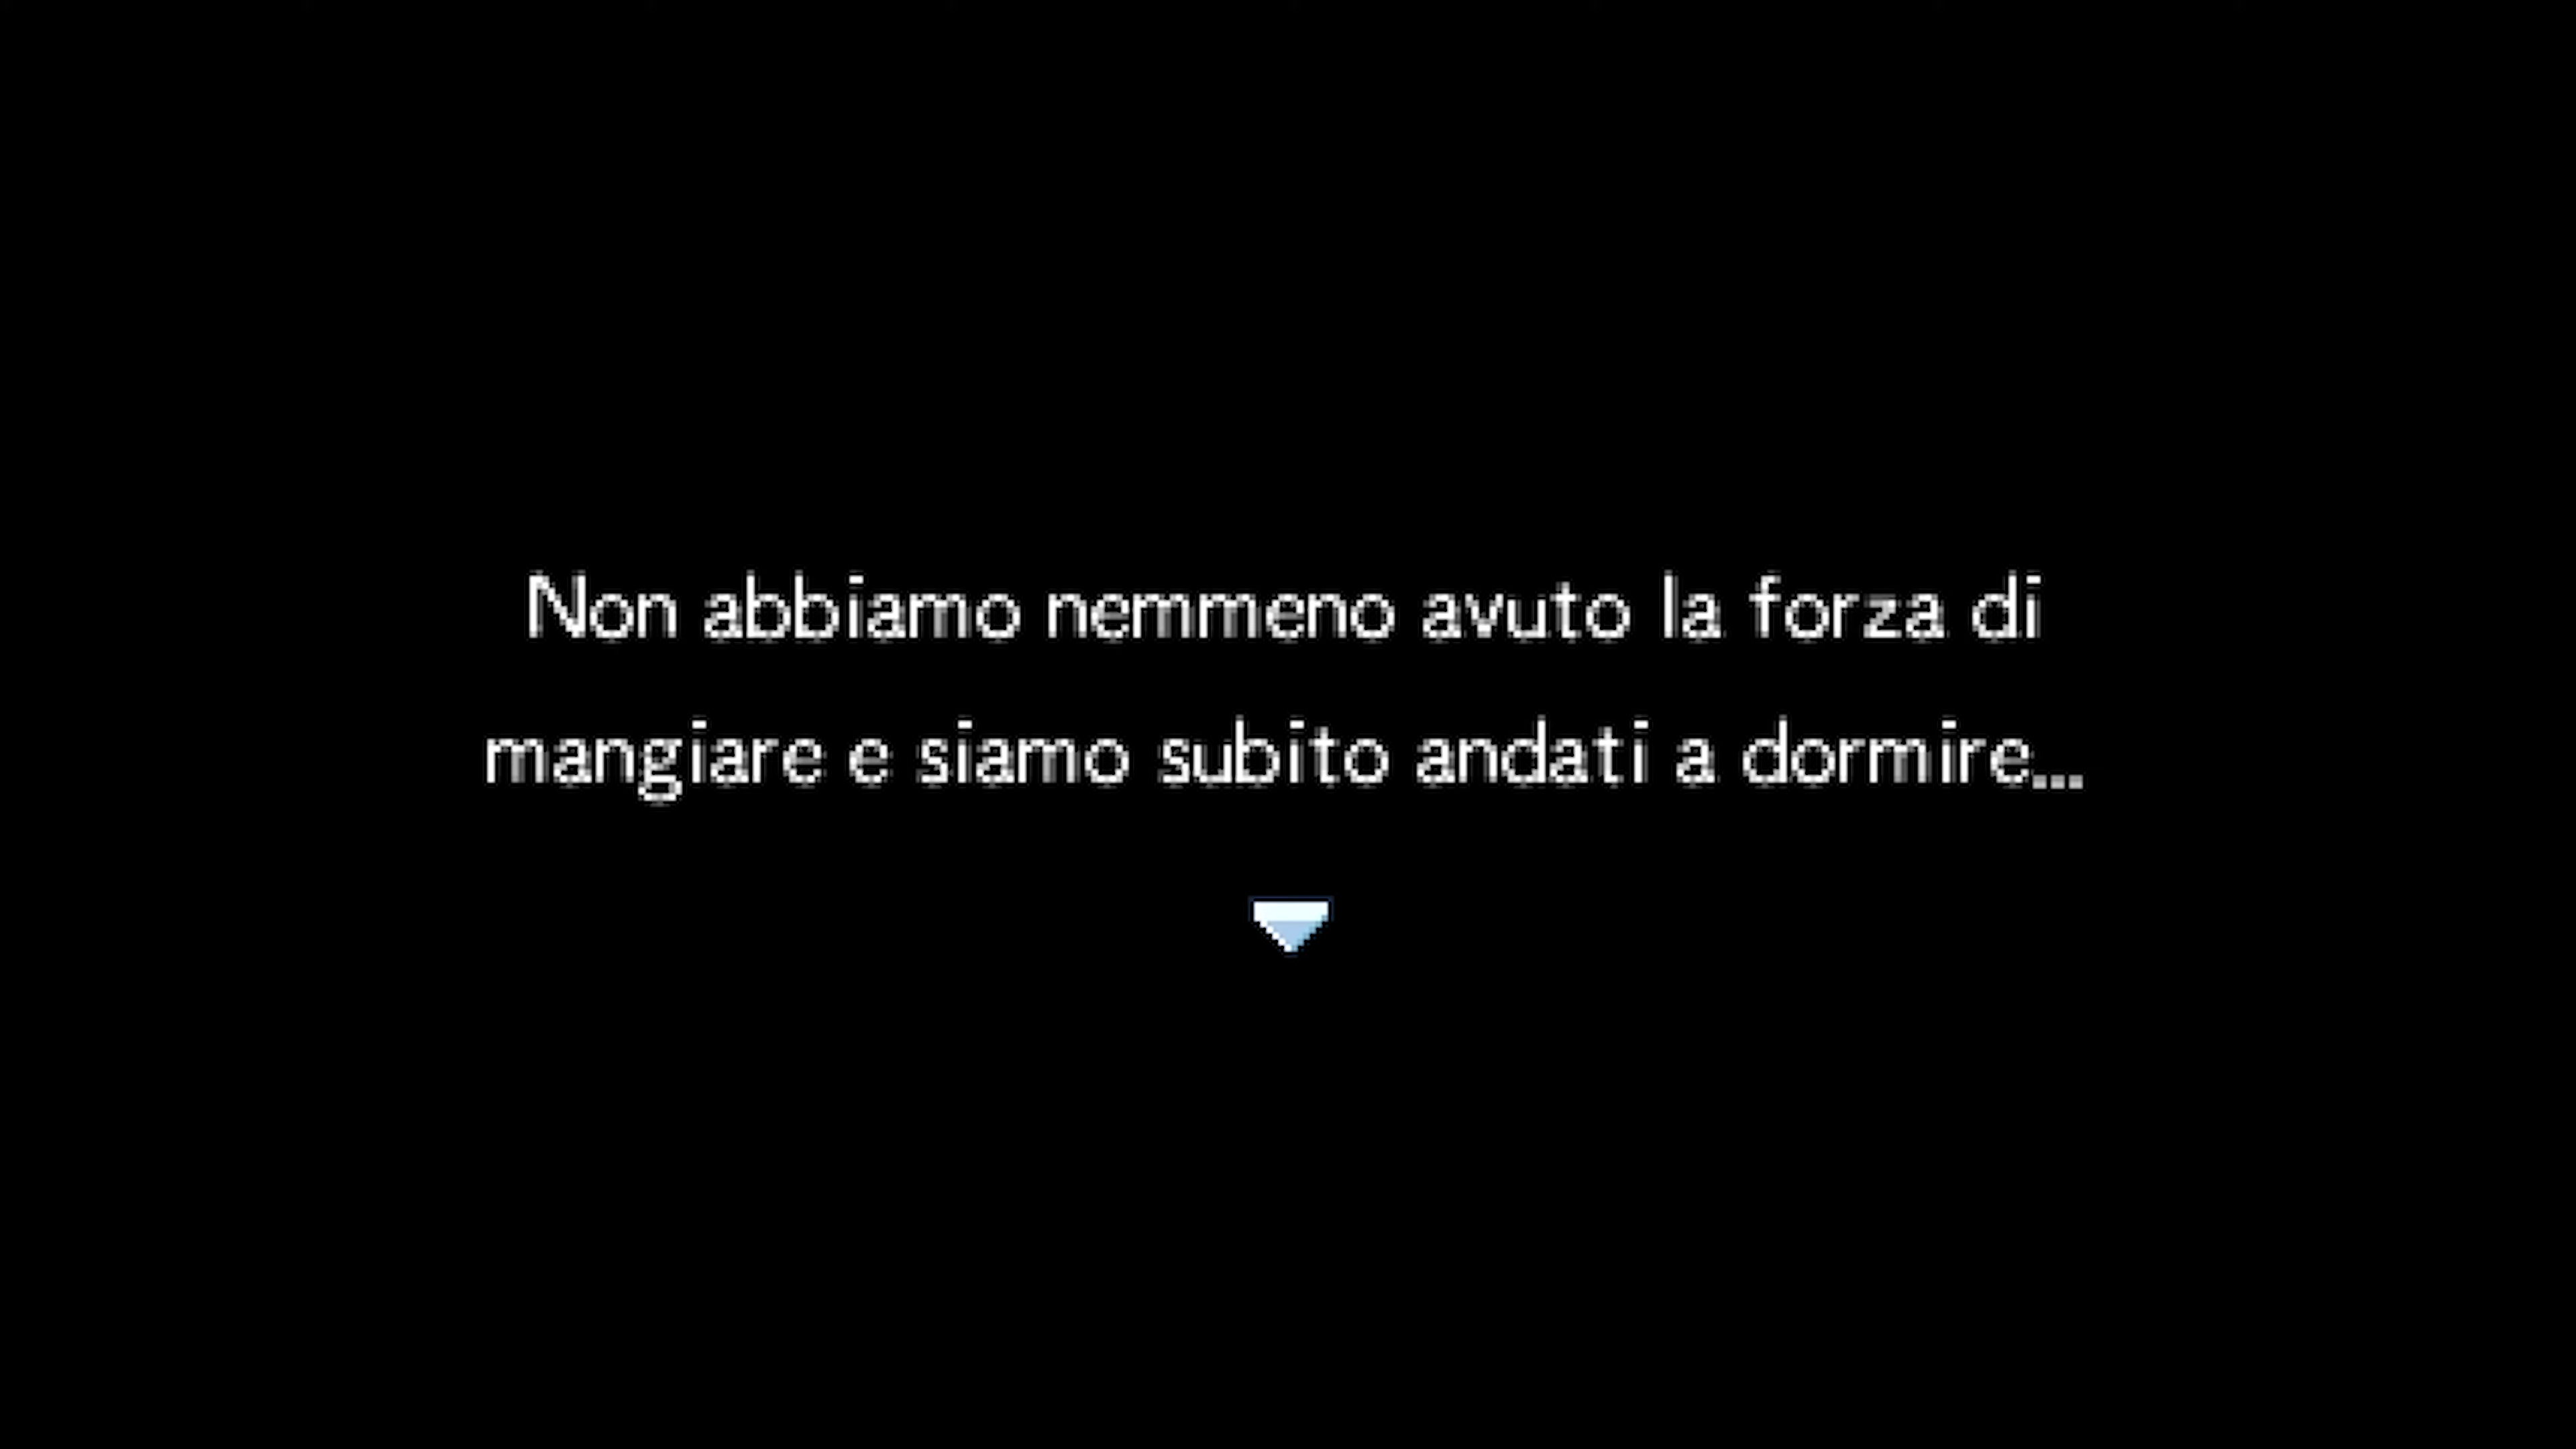 Non abbiamo nemmeno avuto la forza di
mangiare e siamo subito andati a dormire...